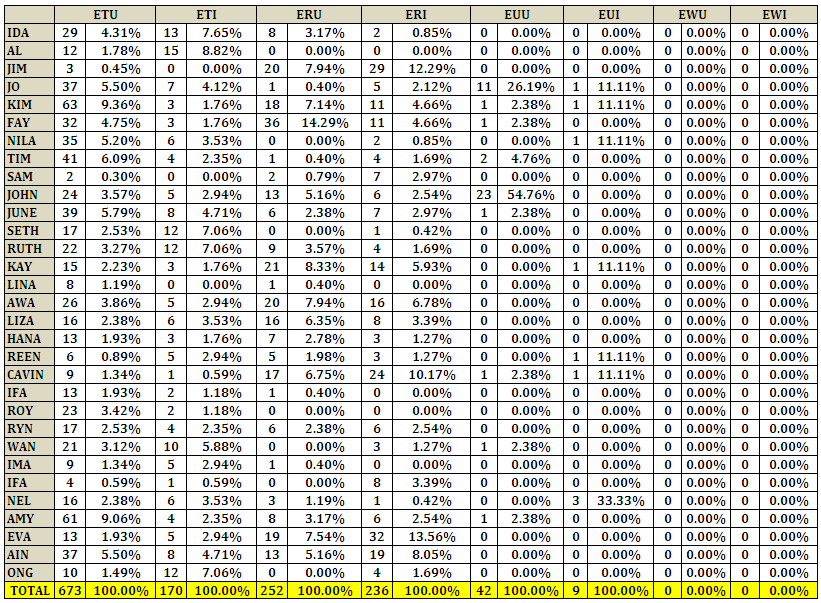 ETU ETI ERU ERI EUU EUI EWU EWI
IDA 29 4.31% 13 7.65% 8 3.17% 2 0.85% 0 0.00% 0 0.00% 0 0.00% 0 0.00%
AL 12 1.78% 15 8.82% 0 0.00% 0 0.00% 0 0.00% 0 0.00% 0 0.00% 0 0.00%
JIM 3 0.45% 0 0.00% 20 7.94% 29 12.29% 0 0.00% 0 0.00% 0 0.00% 0 0.00%
JO 37 5.50% 7 4.12% 1 0.40% 5 2.12% 11 26.19% 1 11.11% 0 0.00% 0 0.00%
KIM 63 9.36% 3 1.76% 18 7.14% 11 4.66% 1 2.38% 1 11.11% 0 0.00% 0 0.00%
FAY 32 4.75% 3 1.76% 36 14.29% 11 4.66% 1 2.38% 0 0.00% 0 0.00% 0 0.00%
NILA 35 5.20% 6 3.53% 0 0.00% 2 0.85% 0 0.00% 1 11.11% 0 0.00% 0 0.00%
TIM 41 6.09% 4 2.35% 1 0.40% 4 1.69% 2 4.76% 0 0.00% 0 0.00% 0 0.00%
SAM 2 0.30% 0 0.00% 2 0.79% 7 2.97% 0 0.00% 0 0.00% 0 0.00% 0 0.00%
JOHN 24 3.57% 5 2.94% 13 5.16% 6 2.54% 23 54.76% 0 0.00% 0 0.00% 0 0.00%
JUNE 39 5.79% 8 4.71% 6 2.38% 7 2.97% 1 2.38% 0 0.00% 0 0.00% 0 0.00%
SETH 17 2.53% 12 7.06% 0 0.00% 1 0.42% 0 0.00% 0 0.00% 0 0.00% 0 0.00%
RUTH 22 3.27% 12 7.06% 9 3.57% 4 1.69% 0 0.00% 0 0.00% 0 0.00% 0 0.00%
KAY 15 2.23% 3 1.76% 21 8.33% 14 5.93% 0 0.00% 1 11.11% 0 0.00% 0 0.00%
LINA 8 1.19% 0 0.00% 1 0.40% 0 0.00% 0 0.00% 0 0.00% 0 0.00% 0 0.00%
AWA 26 3.86% 5 2.94% 20 7.94% 16 6.78% 0 0.00% 0 0.00% 0 0.00% 0 0.00%
LIZA 16 2.38% 6 3.53% 16 6.35% 8 3.39% 0 0.00% 0 0.00% 0 0.00% 0 0.00%
HANA 13 1.93% 3 1.76% 7 2.78% 3 1.27% 0 0.00% 0 0.00% 0 0.00% 0 0.00%
REEN 6 0.89% 5 2.94% 5 1.98% 3 1.27% 0 0.00% 1 11.11% 0 0.00% 0 0.00%
CAVIN 9 1.34% 1 0.59% 17 6.75% 24 10.17% 1 2.38% 1 11.11% 0 0.00% 0 0.00%
IFA 13 1.93% 2 1.18% 1 0.40% 0 0.00% 0 0.00% 0 0.00% 0 0.00% 0 0.00%
ROY 23 3.42% 2 1.18% 0 0.00% 0 0.00% 0 0.00% 0 0.00% 0 0.00% 0 0.00%
RYN 17 2.53% 4 2.35% 6 2.38% 6 2.54% 0 0.00% 0 0.00% 0 0.00% 0 0.00%
WAN 21 3.12% 10 5.88% 0 0.00% 3 1.27% 1 2.38% 0 0.00% 0 0.00% 0 0.00%
IMA 9 1.34% 5 2.94% 1 0.40% 0 0.00% 0 0.00% 0 0.00% 0 0.00% 0 0.00%
IFA 4 0.59% 1 0.59% 0 0.00% 8 3.39% 0 0.00% 0 0.00% 0 0.00% 0 0.00%
NEL 16 2.38% 6 3.53% 3 1.19% 1 0.42% 0 0.00% 3 33.33% 0 0.00% 0 0.00%
AMY 61 9.06% 4 2.35% 8 3.17% 6 2.54% 1 2.38% 0 0.00% 0 0.00% 0 0.00%
EVA 13 1.93% 5 2.94% 19 7.54% 32 13.56% 0 0.00% 0 0.00% 0 0.00% 0 0.00%
AIN 37 5.50% 8 4.71% 13 5.16% 19 8.05% 0 0.00% 0 0.00% 0 0.00% 0 0.00%
ONG 10 1.49% 12 7.06% 0 0.00% 4 1.69% 0 0.00% 0 0.00% 0 0.00% 0 0.00%
TOTAL 673 100.00% 170 100.00% 252 100.00% 236 100.00% 42 100.00% 9 100.00% 0 0.00% 0 0.00%